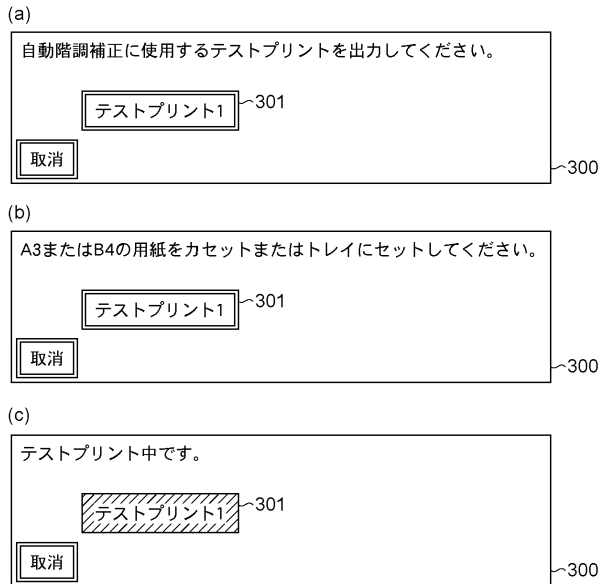 (a)
自動階調補正に使用するテストプリントを出力してください。
テストプリント1
301
取消
300
(b)
A3またはB4の用紙をカセットまたはトレイにセットしてください。
テストプリント1
301
取消
300
(c)
テストプリント中です。
テストプリント1
301
取消
300